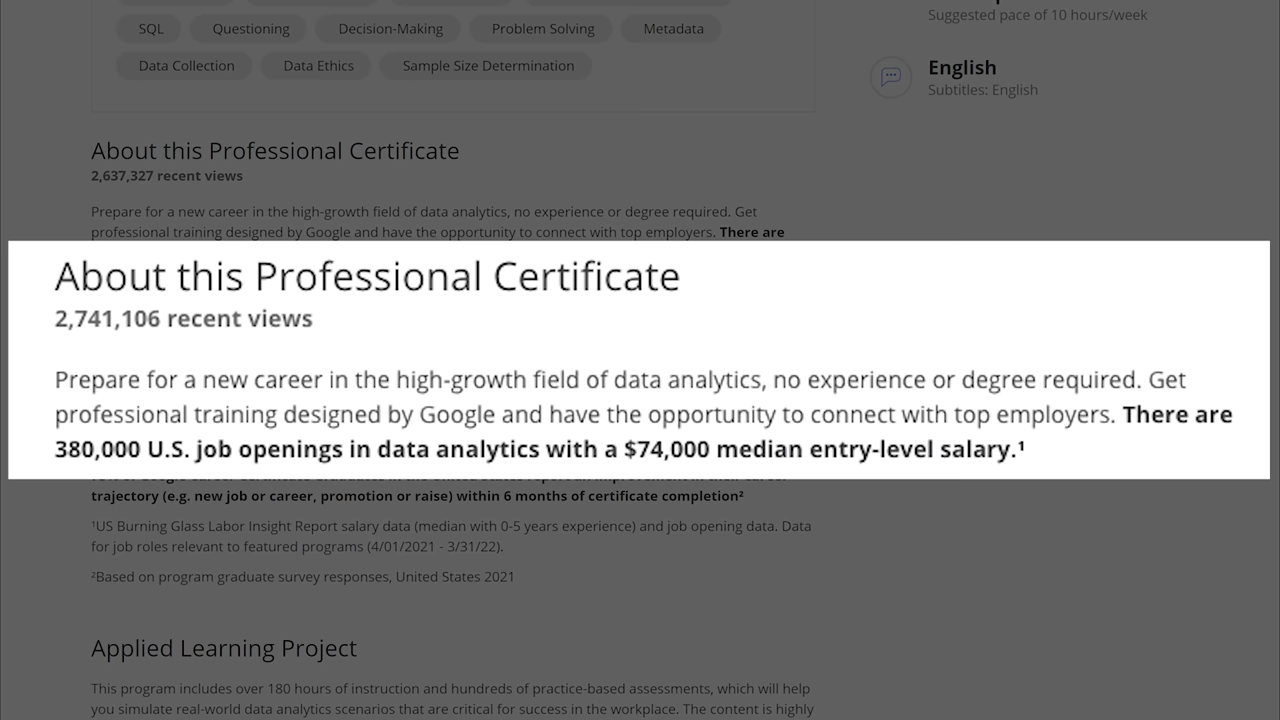 SQL
Questioning
Decision-Making
Problem Solving
Metadata
Data Collection
Data Ethics
Sample Size Determination
Suggested pace of 10 hours/week
English
Subtitles: English
About this Professional Certificate
2,637,327 recent views
Prepare for a new career in the high-growth field of data analytics, no experience or degree required. Get
professional training designed by Google and have the opportunity to connect with top employers. There are
About this Professional Certificate
2,741,106 recent views
Prepare for a new career in the high-growth field of data analytics, no experience or degree required. Get
professional training designed by Google and have the opportunity to connect with top employers. There are
380,000 U.S. job openings in data analytics with a $74,000 median entry-level salary.¹
trajectory (e.g. new job or career, promotion or raise) within 6 months of certificate completion²
¹US Burning Glass Labor Insight Report salary data (median with 0-5 years experience) and job opening data. Data
for job roles relevant to featured programs (4/01/2021 - 3/31/22).
²Based on program graduate survey responses, United States 2021
Applied Learning Project
This program includes over 180 hours of instruction and hundreds of practice-based assessments, which will help
you simulate real-world data analytics scenarios that are critical for success in the workplace. The content is highly